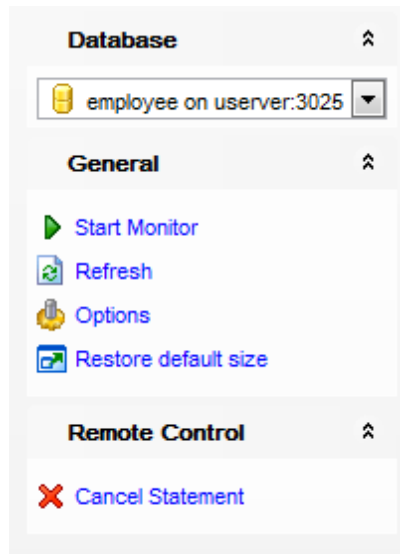 Database
employee on userver:3025
General
Start Monitor
Refresh
Options
Restore default size
Remote Control
Cancel Statement